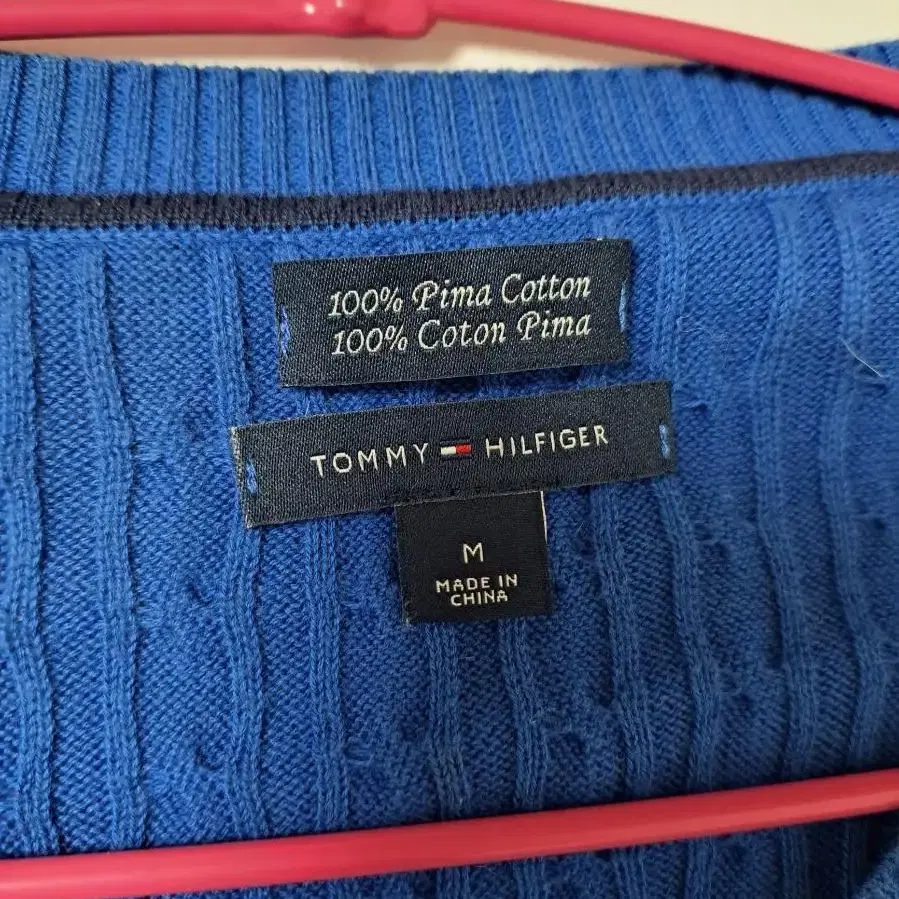 100% Pima Cotton
100% Coton Pima
TOMMY HILFIGER
M
MADE IN
CHINA